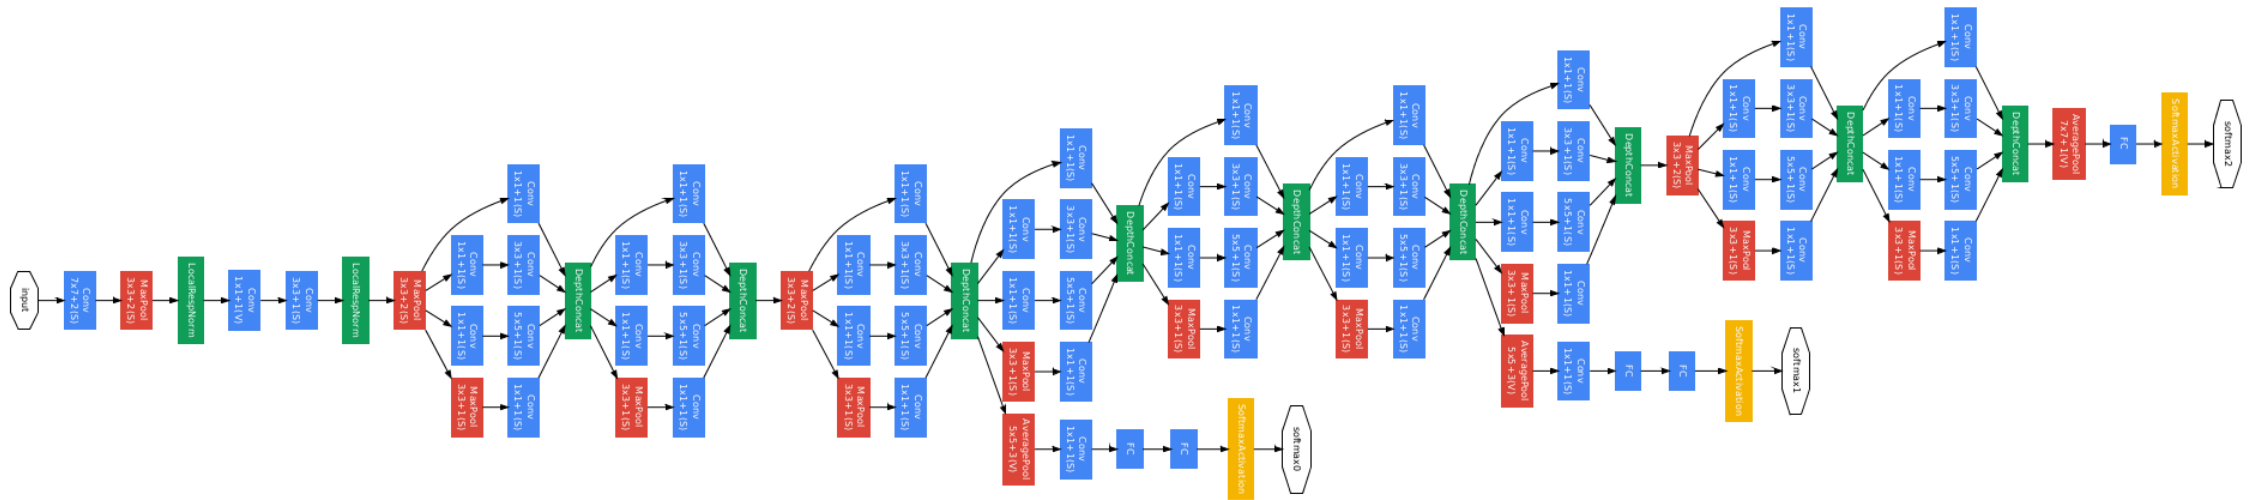 input
Conv
7x7+2(S)
MaxPool
3x3+2(S)
LocalRespNorm
Conv
1x1+1(V)
Conv
3x3+1(S)
LocalRespNorm
MaxPool
3x3+2(S)
Conv
1x1+1(S)
Conv
1x1+1(S)
MaxPool
3x3+1(S)
Conv
1x1+1(S)
Conv
3x3+1(S)
Conv
5x5+1(S)
Conv
1x1+1(S)
DepthConcat
Conv
1x1+1(S)
Conv
1x1+1(S)
MaxPool
3x3+1(S)
Conv
1x1+1(S)
Conv
3x3+1(S)
Conv
5x5+1(S)
Conv
1x1+1(S)
DepthConcat
MaxPool
3x3+2(S)
Conv
1x1+1(S)
Conv
1x1+1(S)
MaxPool
3x3+1(S)
Conv
1x1+1(S)
Conv
3x3+1(S)
Conv
5x5+1(S)
Conv
1x1+1(S)
DepthConcat
Conv
1x1+1(S)
Conv
1x1+1(S)
MaxPool
3x3+1(S)
AveragePool
5x5+3(V)
Conv
1x1+1(S)
Conv
3x3+1(S)
Conv
5x5+1(S)
Conv
1x1+1(S)
Conv
1x1+1(S)
DepthConcat
FC
FC
SoftmaxActivation
softmax0
Conv
1x1+1(S)
Conv
1x1+1(S)
MaxPool
3x3+1(S)
Conv
1x1+1(S)
Conv
3x3+1(S)
Conv
5x5+1(S)
Conv
1x1+1(S)
DepthConcat
Conv
1x1+1(S)
Conv
1x1+1(S)
MaxPool
3x3+1(S)
Conv
1x1+1(S)
Conv
3x3+1(S)
Conv
5x5+1(S)
Conv
1x1+1(S)
DepthConcat
Conv
1x1+1(S)
Conv
1x1+1(S)
MaxPool
3x3+1(S)
AveragePool
5x5+3(V)
Conv
1x1+1(S)
Conv
3x3+1(S)
Conv
5x5+1(S)
Conv
1x1+1(S)
Conv
1x1+1(S)
DepthConcat
FC
FC
SoftmaxActivation
softmax1
MaxPool
3x3+2(S)
Conv
1x1+1(S)
Conv
1x1+1(S)
MaxPool
3x3+1(S)
Conv
1x1+1(S)
Conv
3x3+1(S)
Conv
5x5+1(S)
Conv
1x1+1(S)
DepthConcat
Conv
1x1+1(S)
Conv
1x1+1(S)
MaxPool
3x3+1(S)
Conv
1x1+1(S)
Conv
3x3+1(S)
Conv
5x5+1(S)
Conv
1x1+1(S)
DepthConcat
AveragePool
7x7+1(V)
FC
SoftmaxActivation
softmax2